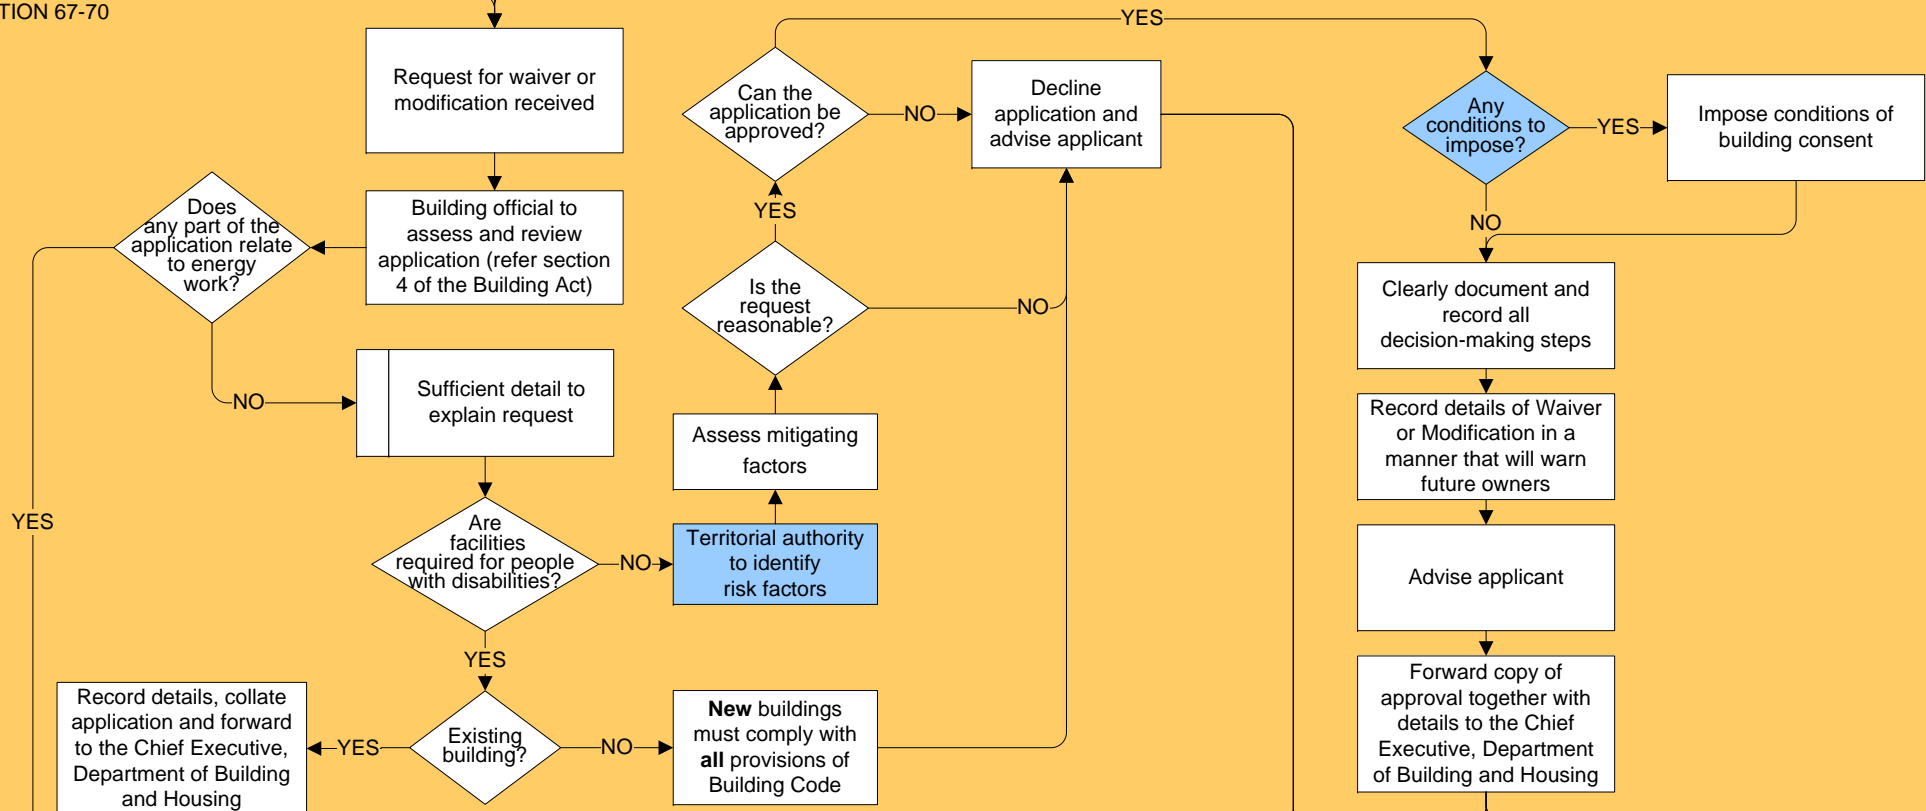 TION 67-70
Request for waiver or
modification received
Building official to
assess and review
application (refer section
4 of the Building Act)
Does
any part of the
application relate
to energy
work?
YES
NO
Sufficient detail to
explain request
Are
facilities
required for people
with disabilities?
NO
YES
Existing
building?
YES
NO
Record details, collate
application and forward
to the Chief Executive,
Department of Building
and Housing
New buildings
must comply with
all provisions of
Building Code
Territorial authority
to identify
risk factors
Assess mitigating
factors
Is the
request
reasonable?
NO
YES
Can the
application be
approved?
NO
YES
Decline
application and
advise applicant
Any
conditions to
impose?
YES
NO
Impose conditions of
building consent
Clearly document and
record all
decision-making steps
Record details of Waiver
or Modification in a
manner that will warn
future owners
Advise applicant
Forward copy of
approval together with
details to the Chief
Executive, Department
of Building and Housing